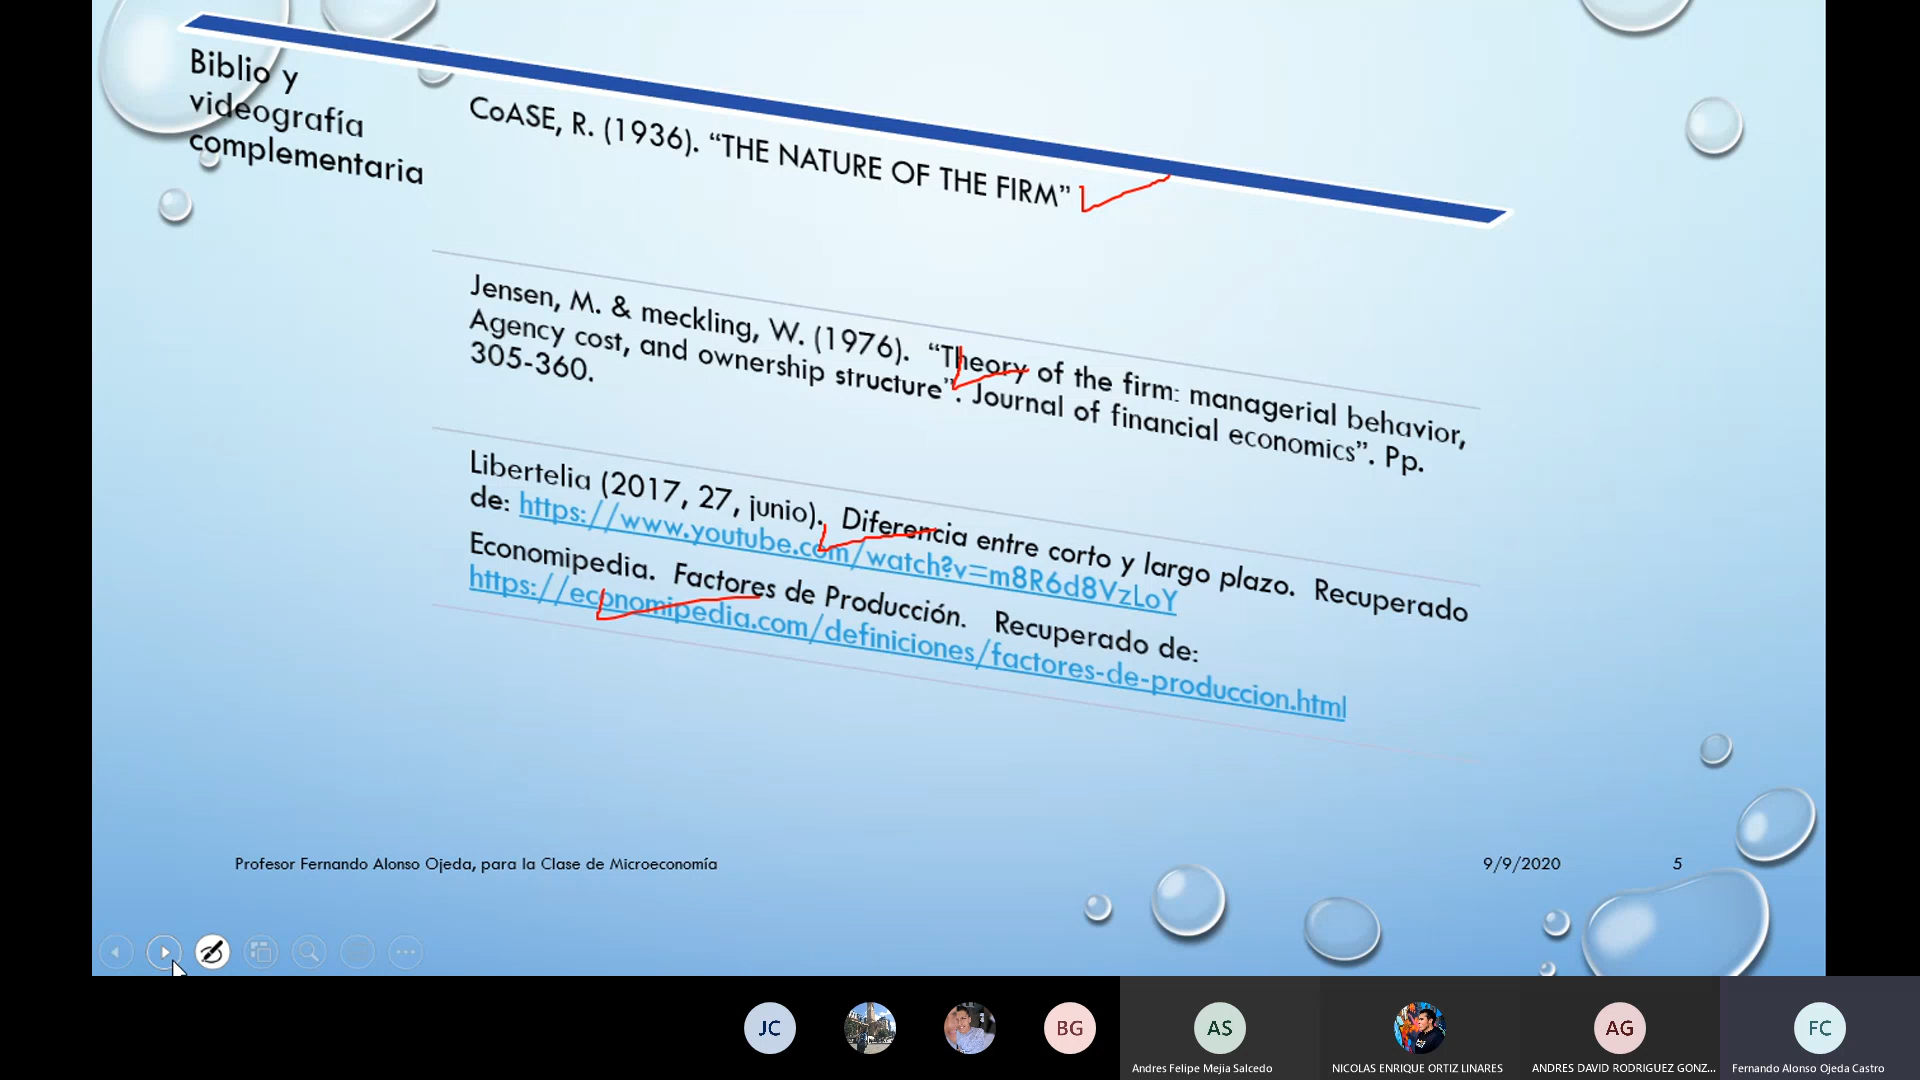 Biblio y
videografía
complementaria
CoASE, R. (1936). “THE NATURE OF THE FIRM”
Jensen, M. & meckling, W. (1976). “Theory of the firm: managerial behavior,
Agency cost, and ownership structure”. Journal of financial economics”. Pp.
305-360.
Libertelia (2017, 27, junio). Diferencia entre corto y largo plazo. Recuperado
de: https://www.youtube.com/watch?v=m8R6d8VzLoY
Economipedia. Factores de Producción. Recuperado de:
https://economipedia.com/definiciones/factores-de-produccion.html
Profesor Fernando Alonso Ojeda, para la Clase de Microeconomía
9/9/2020
5
JC
BG
AS
AG
FC
Andres Felipe Mejia Salcedo
NICOLAS ENRIQUE ORTIZ LINARES
ANDRES DAVID RODRIGUEZ GONZ...
Fernando Alonso Ojeda Castro